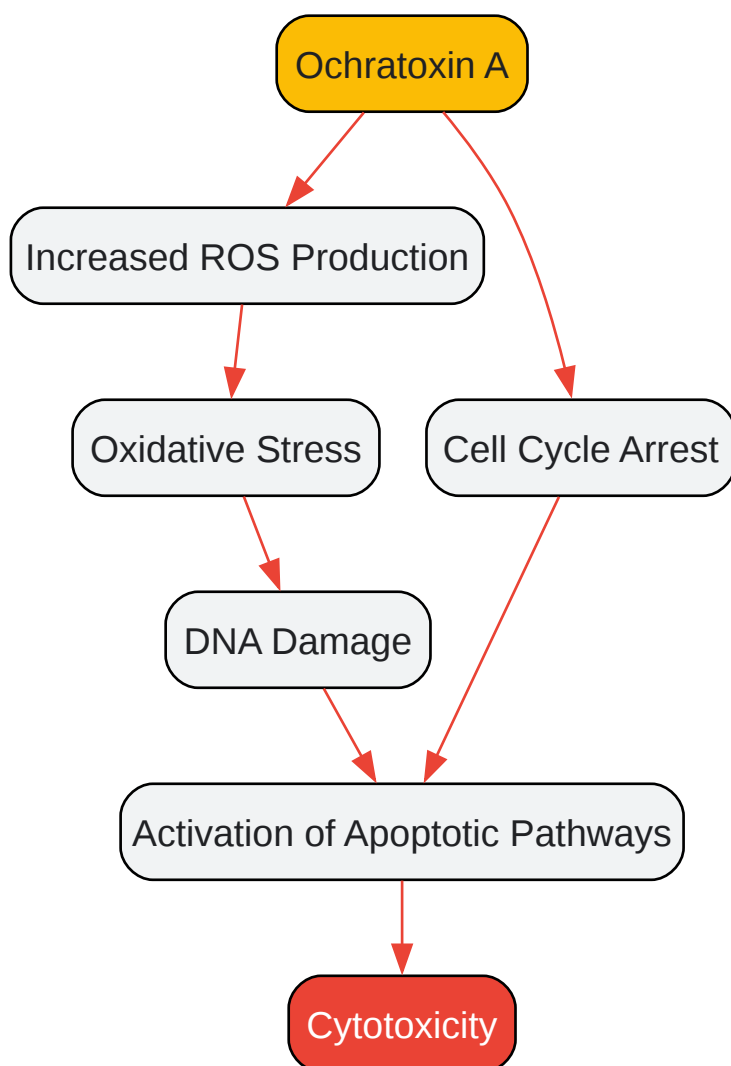 Ochratoxin A
Increased ROS Production
Oxidative Stress
Cell Cycle Arrest
DNA Damage
Activation of Apoptotic Pathways
Cytotoxicity